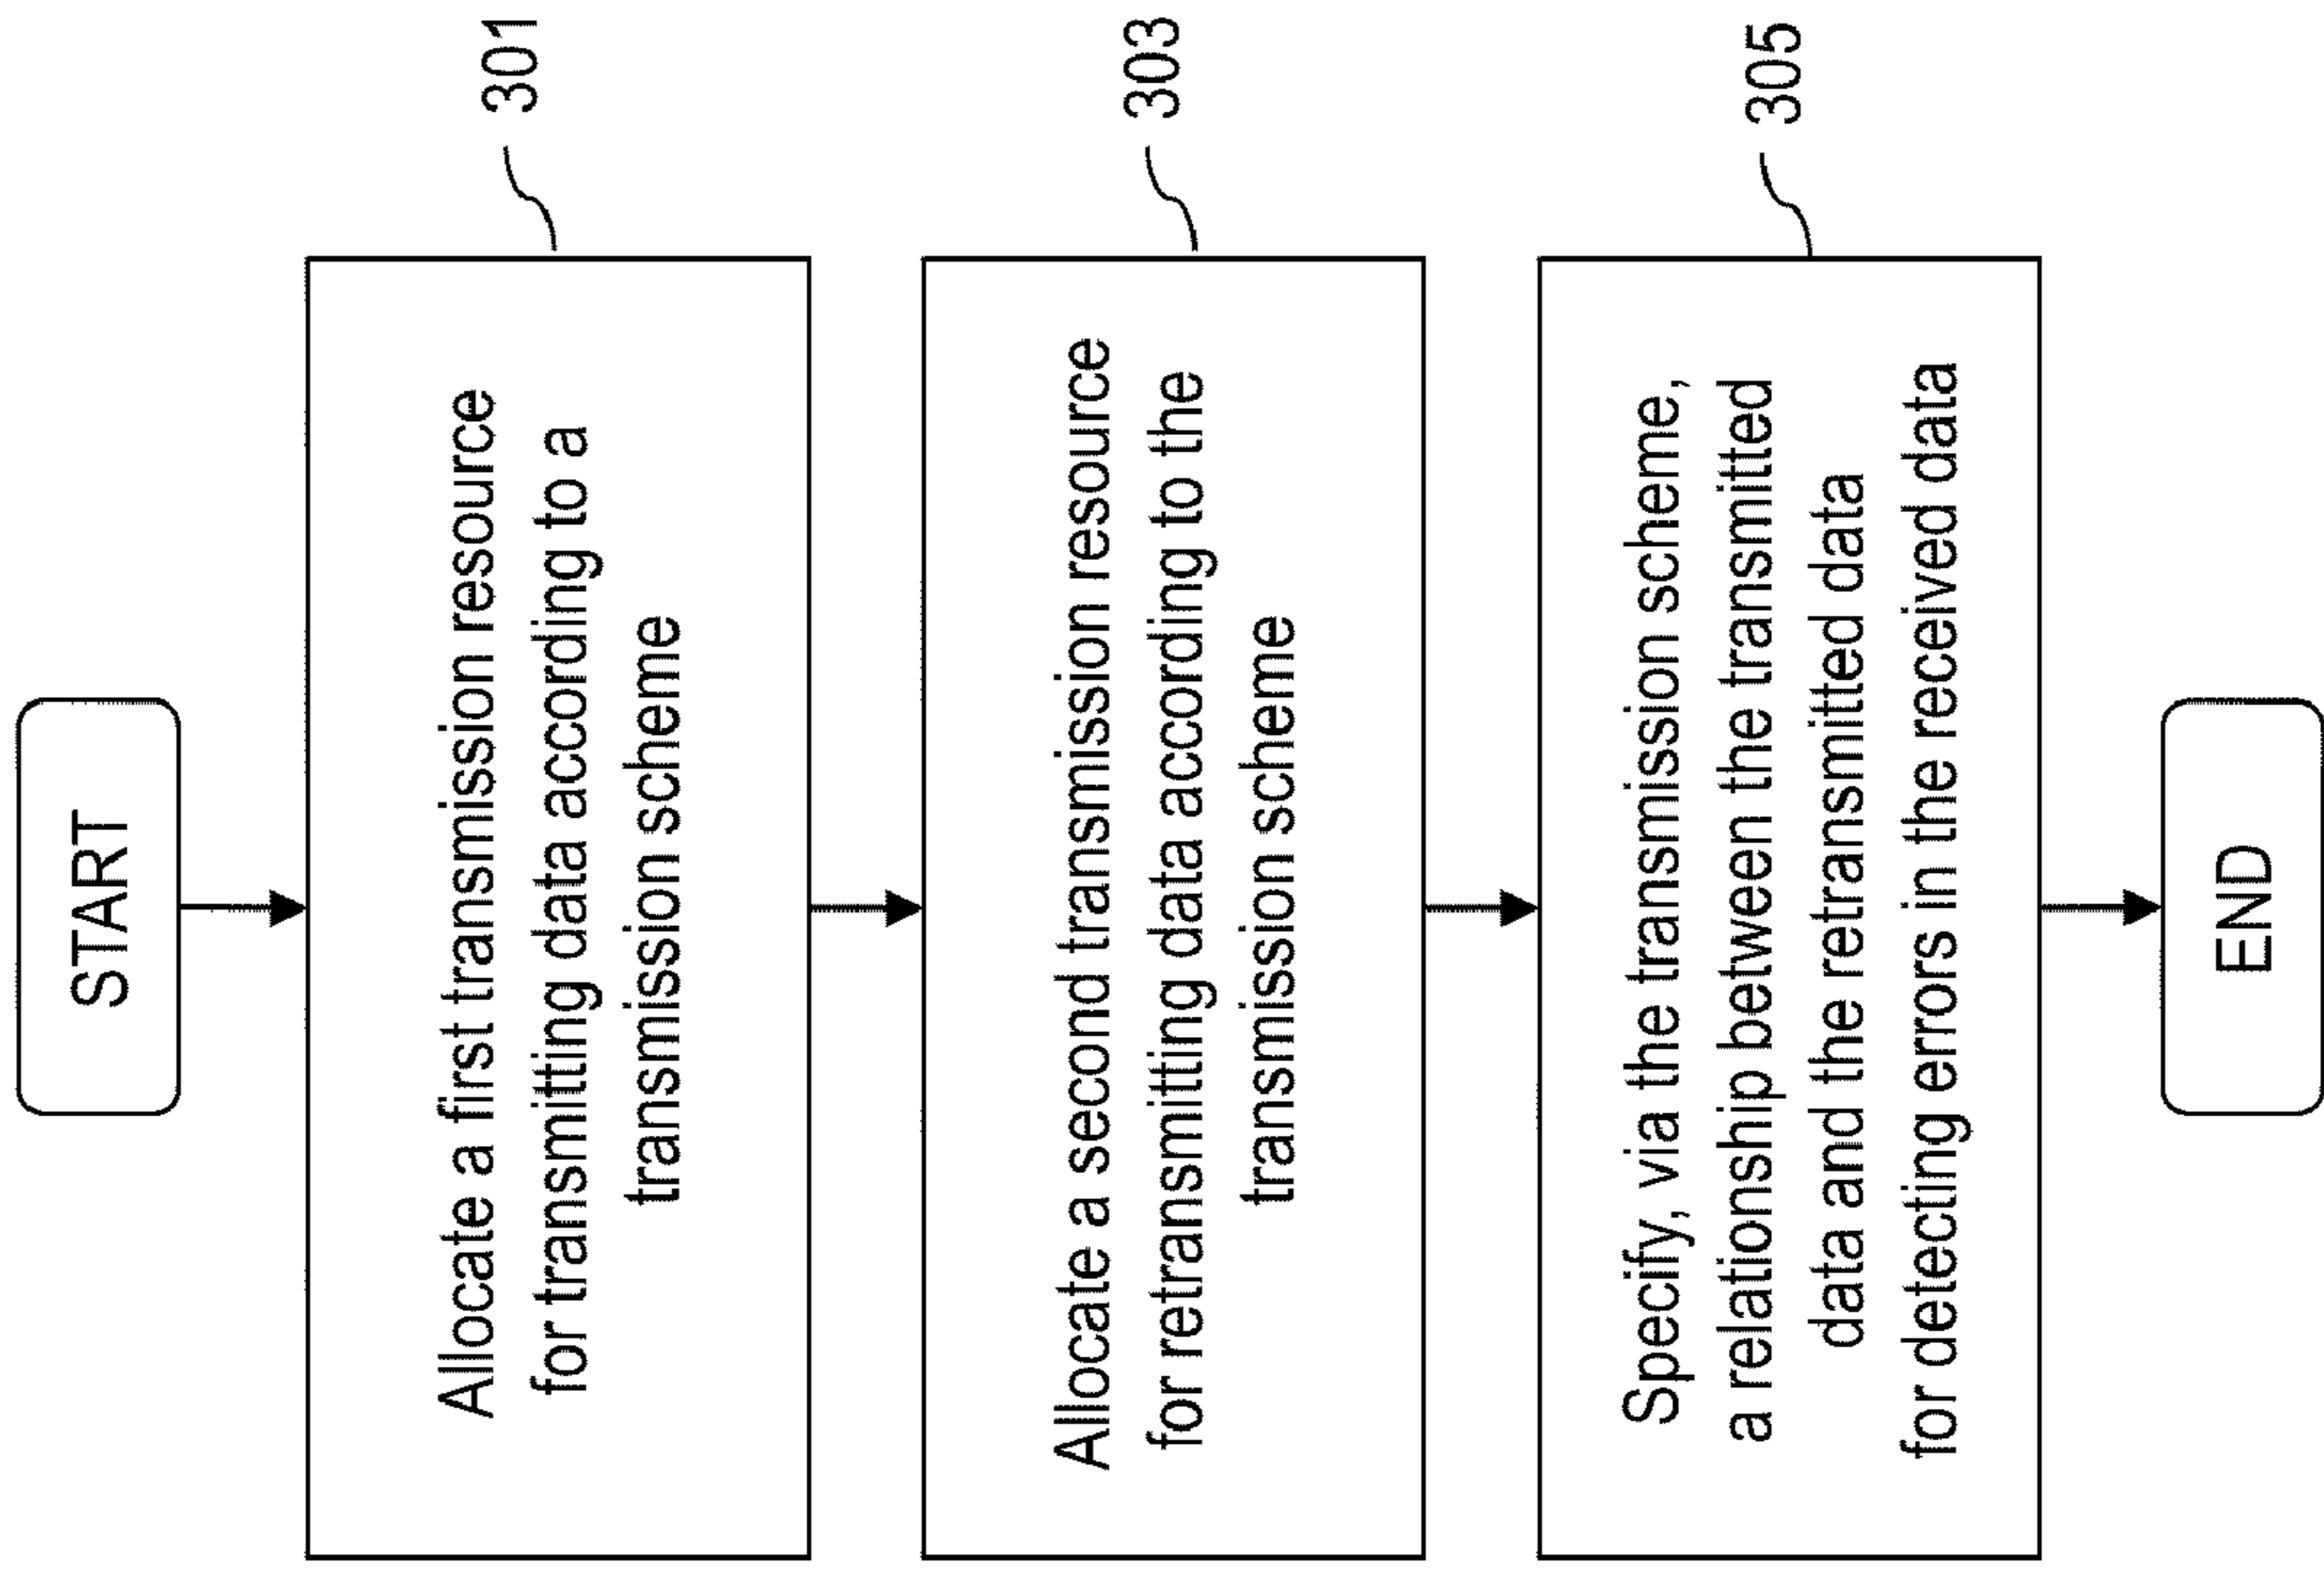 START
301
Allocate a first transmission resource
for transmitting data according to a
transmission scheme
303
Allocate a second transmission resource
for retransmitting data according to the
transmission scheme
305
Specify, via the transmission scheme,
a relationship between the transmitted
data and the retransmitted data
for detecting errors in the received data
END